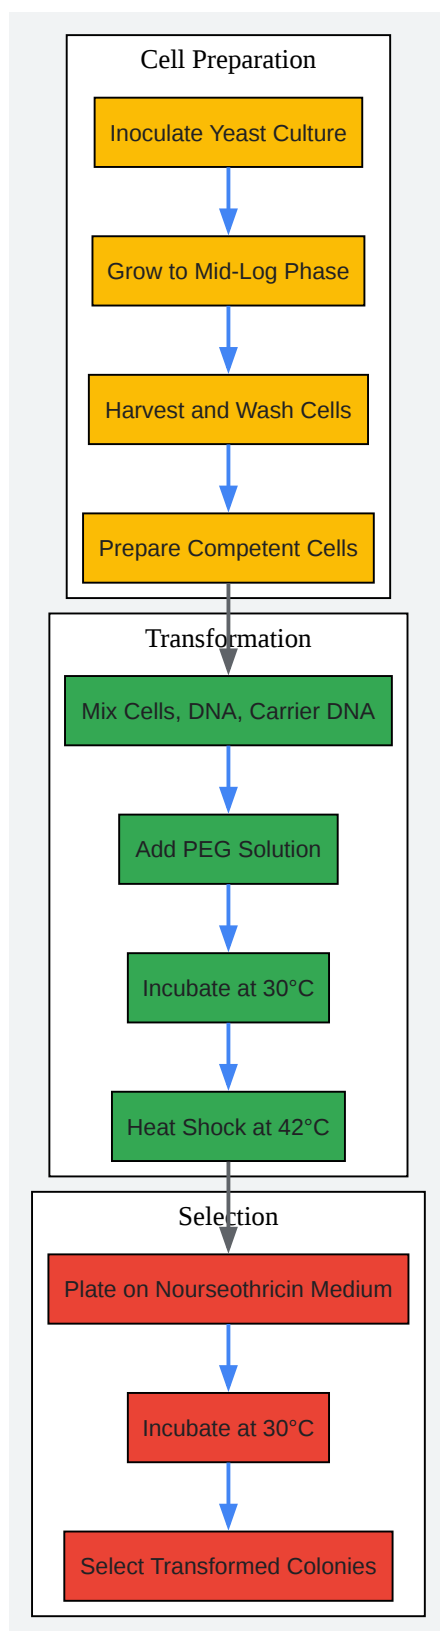 Cell Preparation
Inoculate Yeast Culture
Grow to Mid-Log Phase
Harvest and Wash Cells
Prepare Competent Cells
Transformation
Mix Cells, DNA, Carrier DNA
Add PEG Solution
Incubate at 30°C
Heat Shock at 42°C
Selection
Plate on Nourseothricin Medium
Incubate at 30°C
Select Transformed Colonies